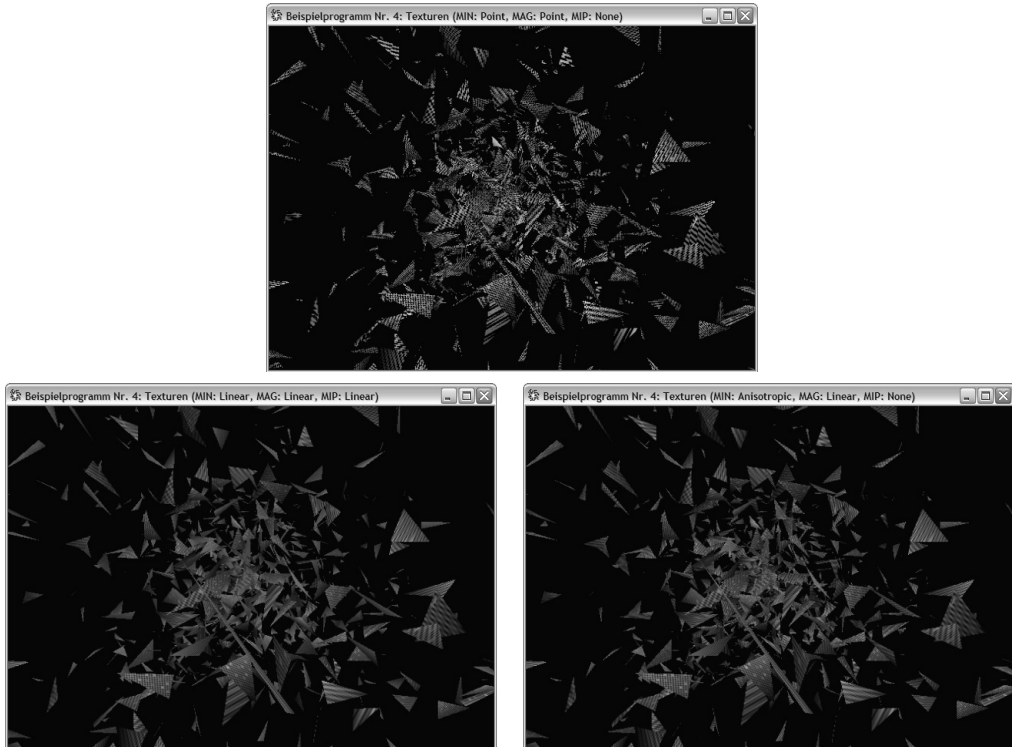 Beispielprogramm Nr. 4: Texturen (MIN: Point, MAG: Point, MIP: None)
Beispielprogramm Nr. 4: Texturen (MIN: Linear, MAG: Linear, MIP: Linear)
Beispielprogramm Nr. 4: Texturen (MIN: Anisotropic, MAG: Linear, MIP: None)